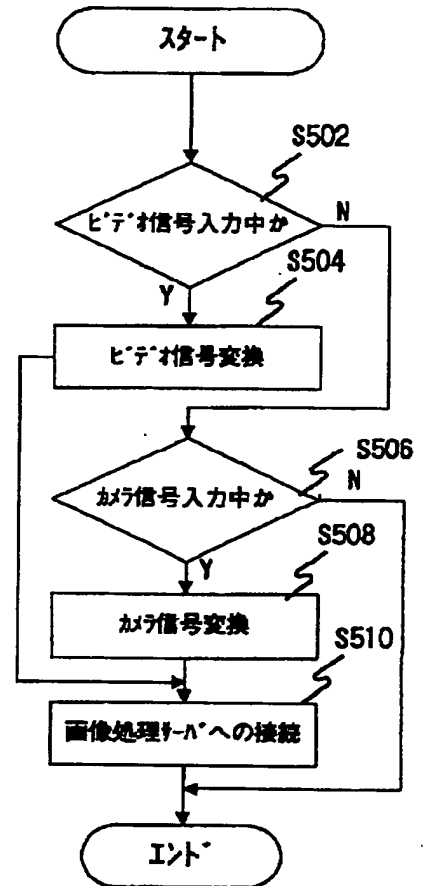 スタート
S502
ビデオ信号入力中か
N
S504
Y
ビデオ信号変換
S506
カメラ信号入力中か
N
S508
Y
カメラ信号変換
S510
画像処理サーバへの接続
エンド